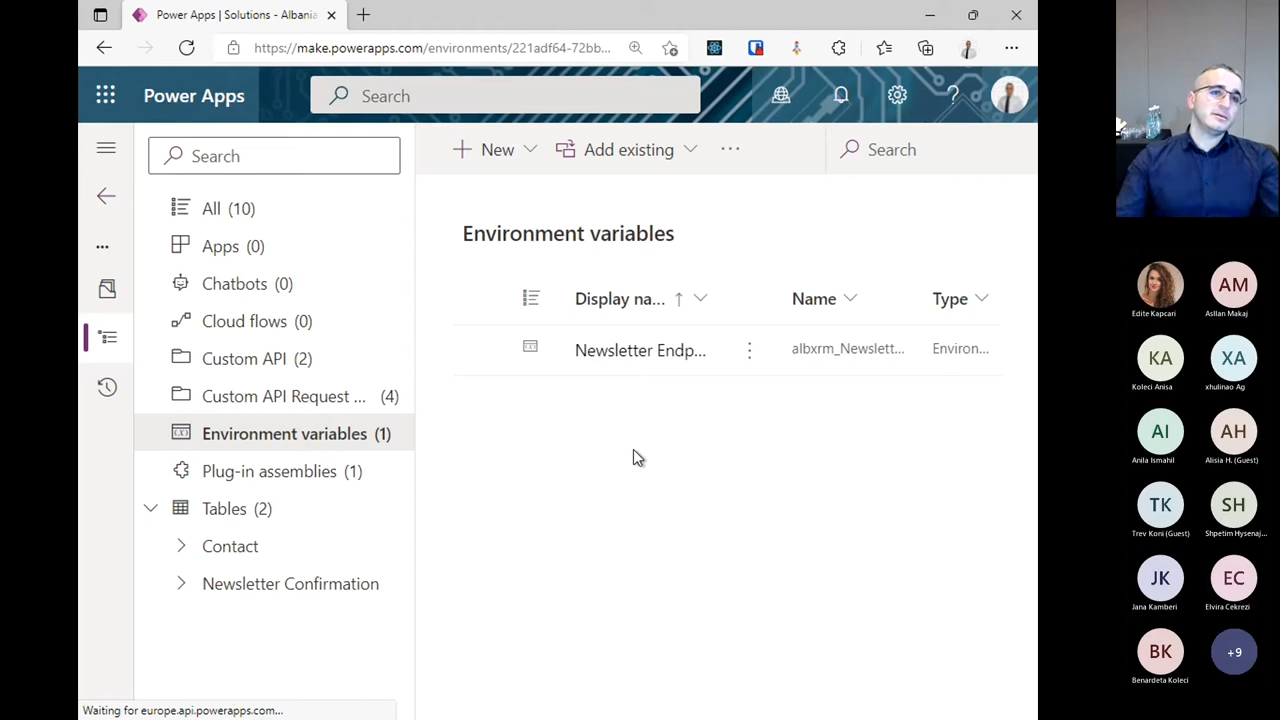 Power Apps | Solutions - Albania
https://make.powerapps.com/environments/221adf64-72bb...
Power Apps
Search
Search
New
Add existing
Search
All (10)
Apps (0)
Chatbots (0)
Cloud flows (0)
Custom API (2)
Custom API Request ... (4)
Environment variables (1)
Plug-in assemblies (1)
Tables (2)
Contact
Newsletter Confirmation
Environment variables
Display na... Name Type
Newsletter Endp... albxrm_Newslett... Environ...
Waiting for europe.api.powerapps.com...
Edite Kapcari
AM
Asllan Makaj
KA
Koleci Anisa
XA
xhulinao Ag
AI
Anila Ismahil
AH
Alisia H. (Guest)
TK
Trev Koni (Guest)
SH
Shpetim Hysenaj...
JK
Jana Kamberi
EC
Elvira Cekrezi
BK
Benardeta Koleci
+9